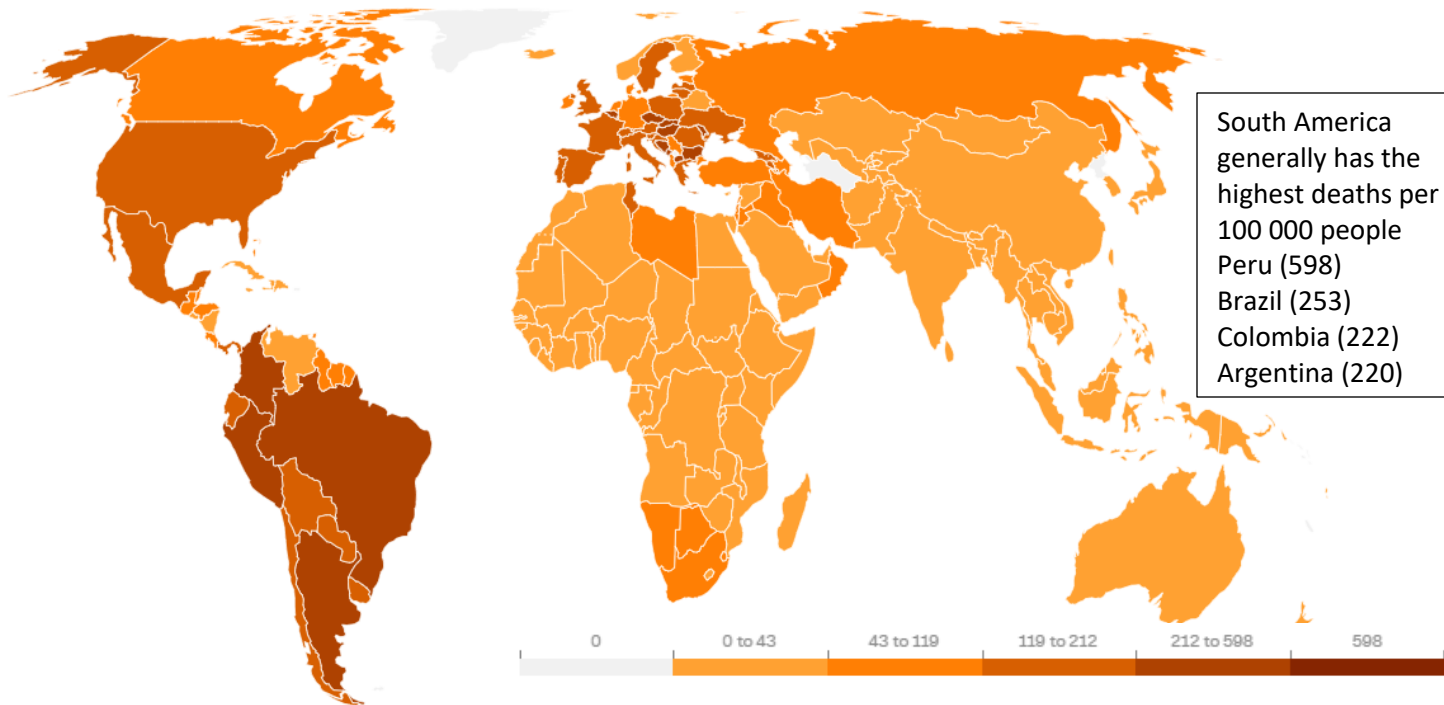 South America
generally has the
highest deaths per
100 000 people
Peru (598)
Brazil (253)
Colombia (222)
Argentina (220)
0 0 to 43 43 to 119 119 to 212 212 to 598 598